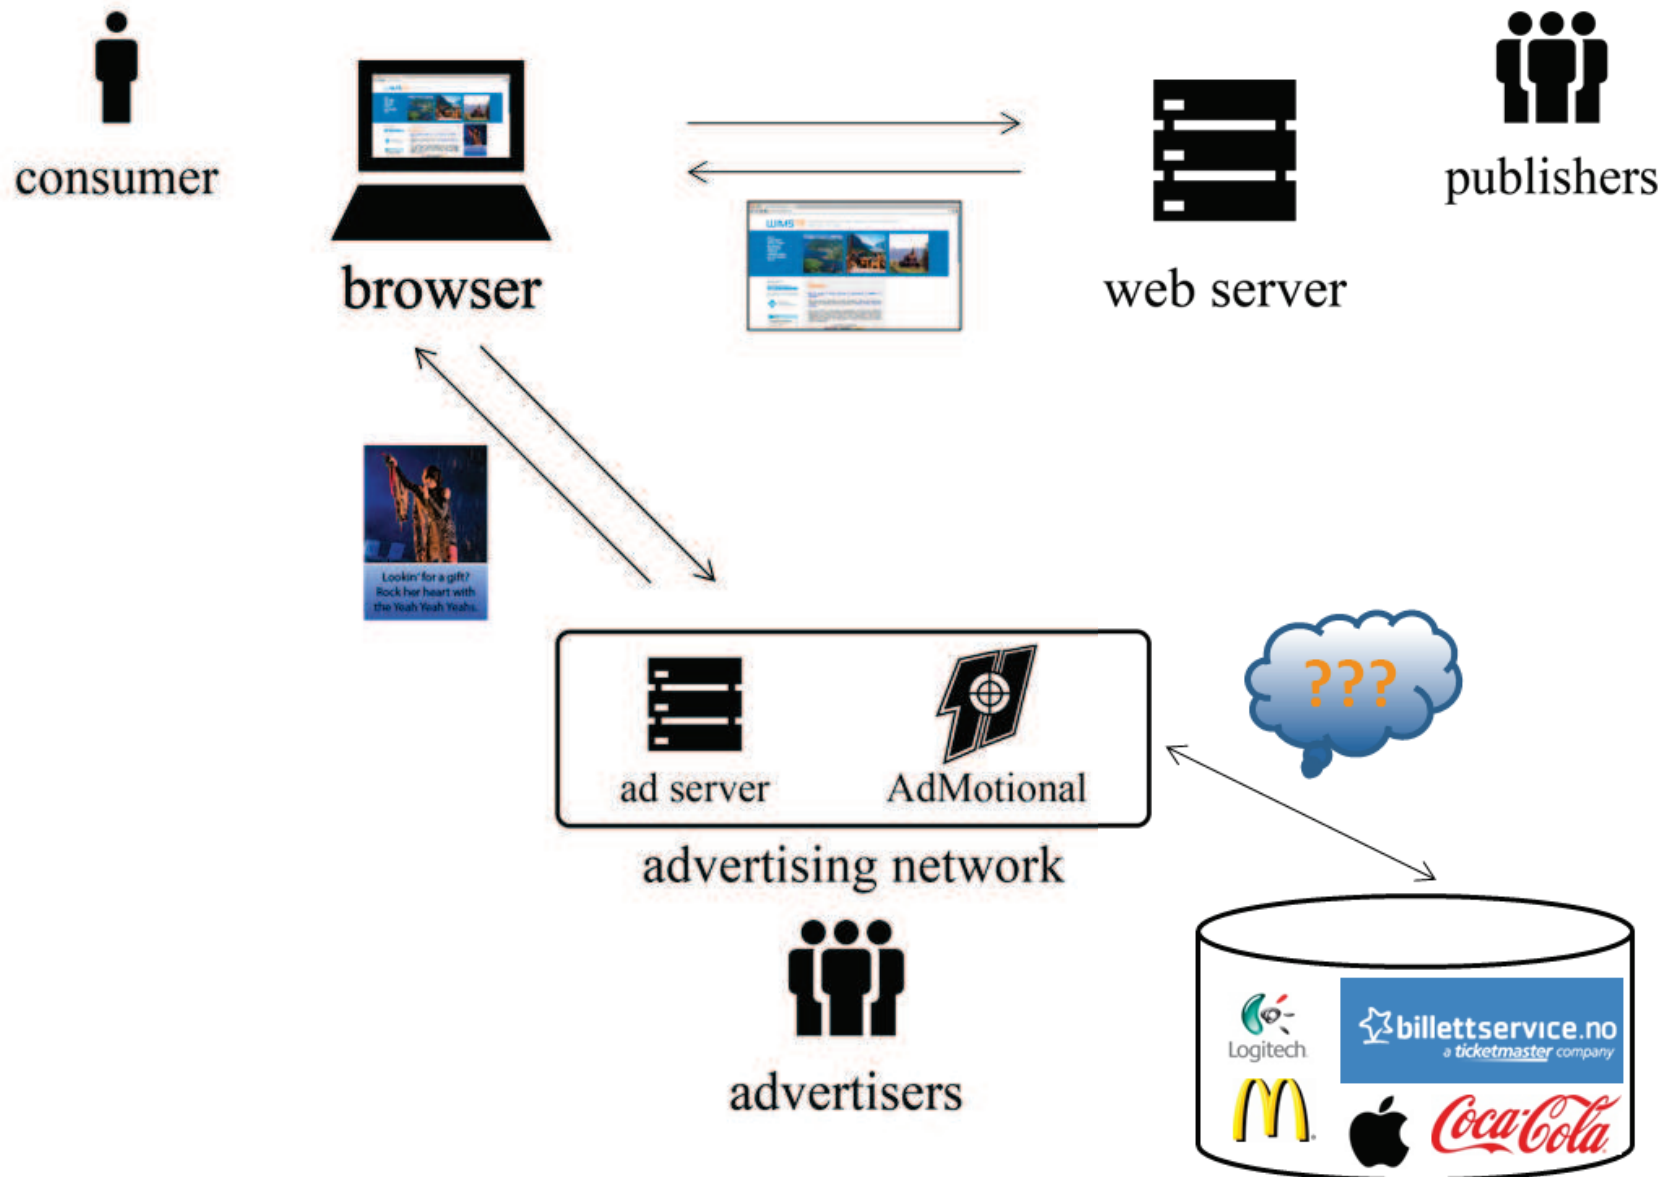 consumer
browser
WIMS
web server
publishers
Lookin' for a gift?
Rock her heart with
the Yeah Yeah Yeahs.
???
ad server
AdMotional
advertising network
advertisers
Logitech
billettservice.no
a ticketmaster company
Coca-Cola